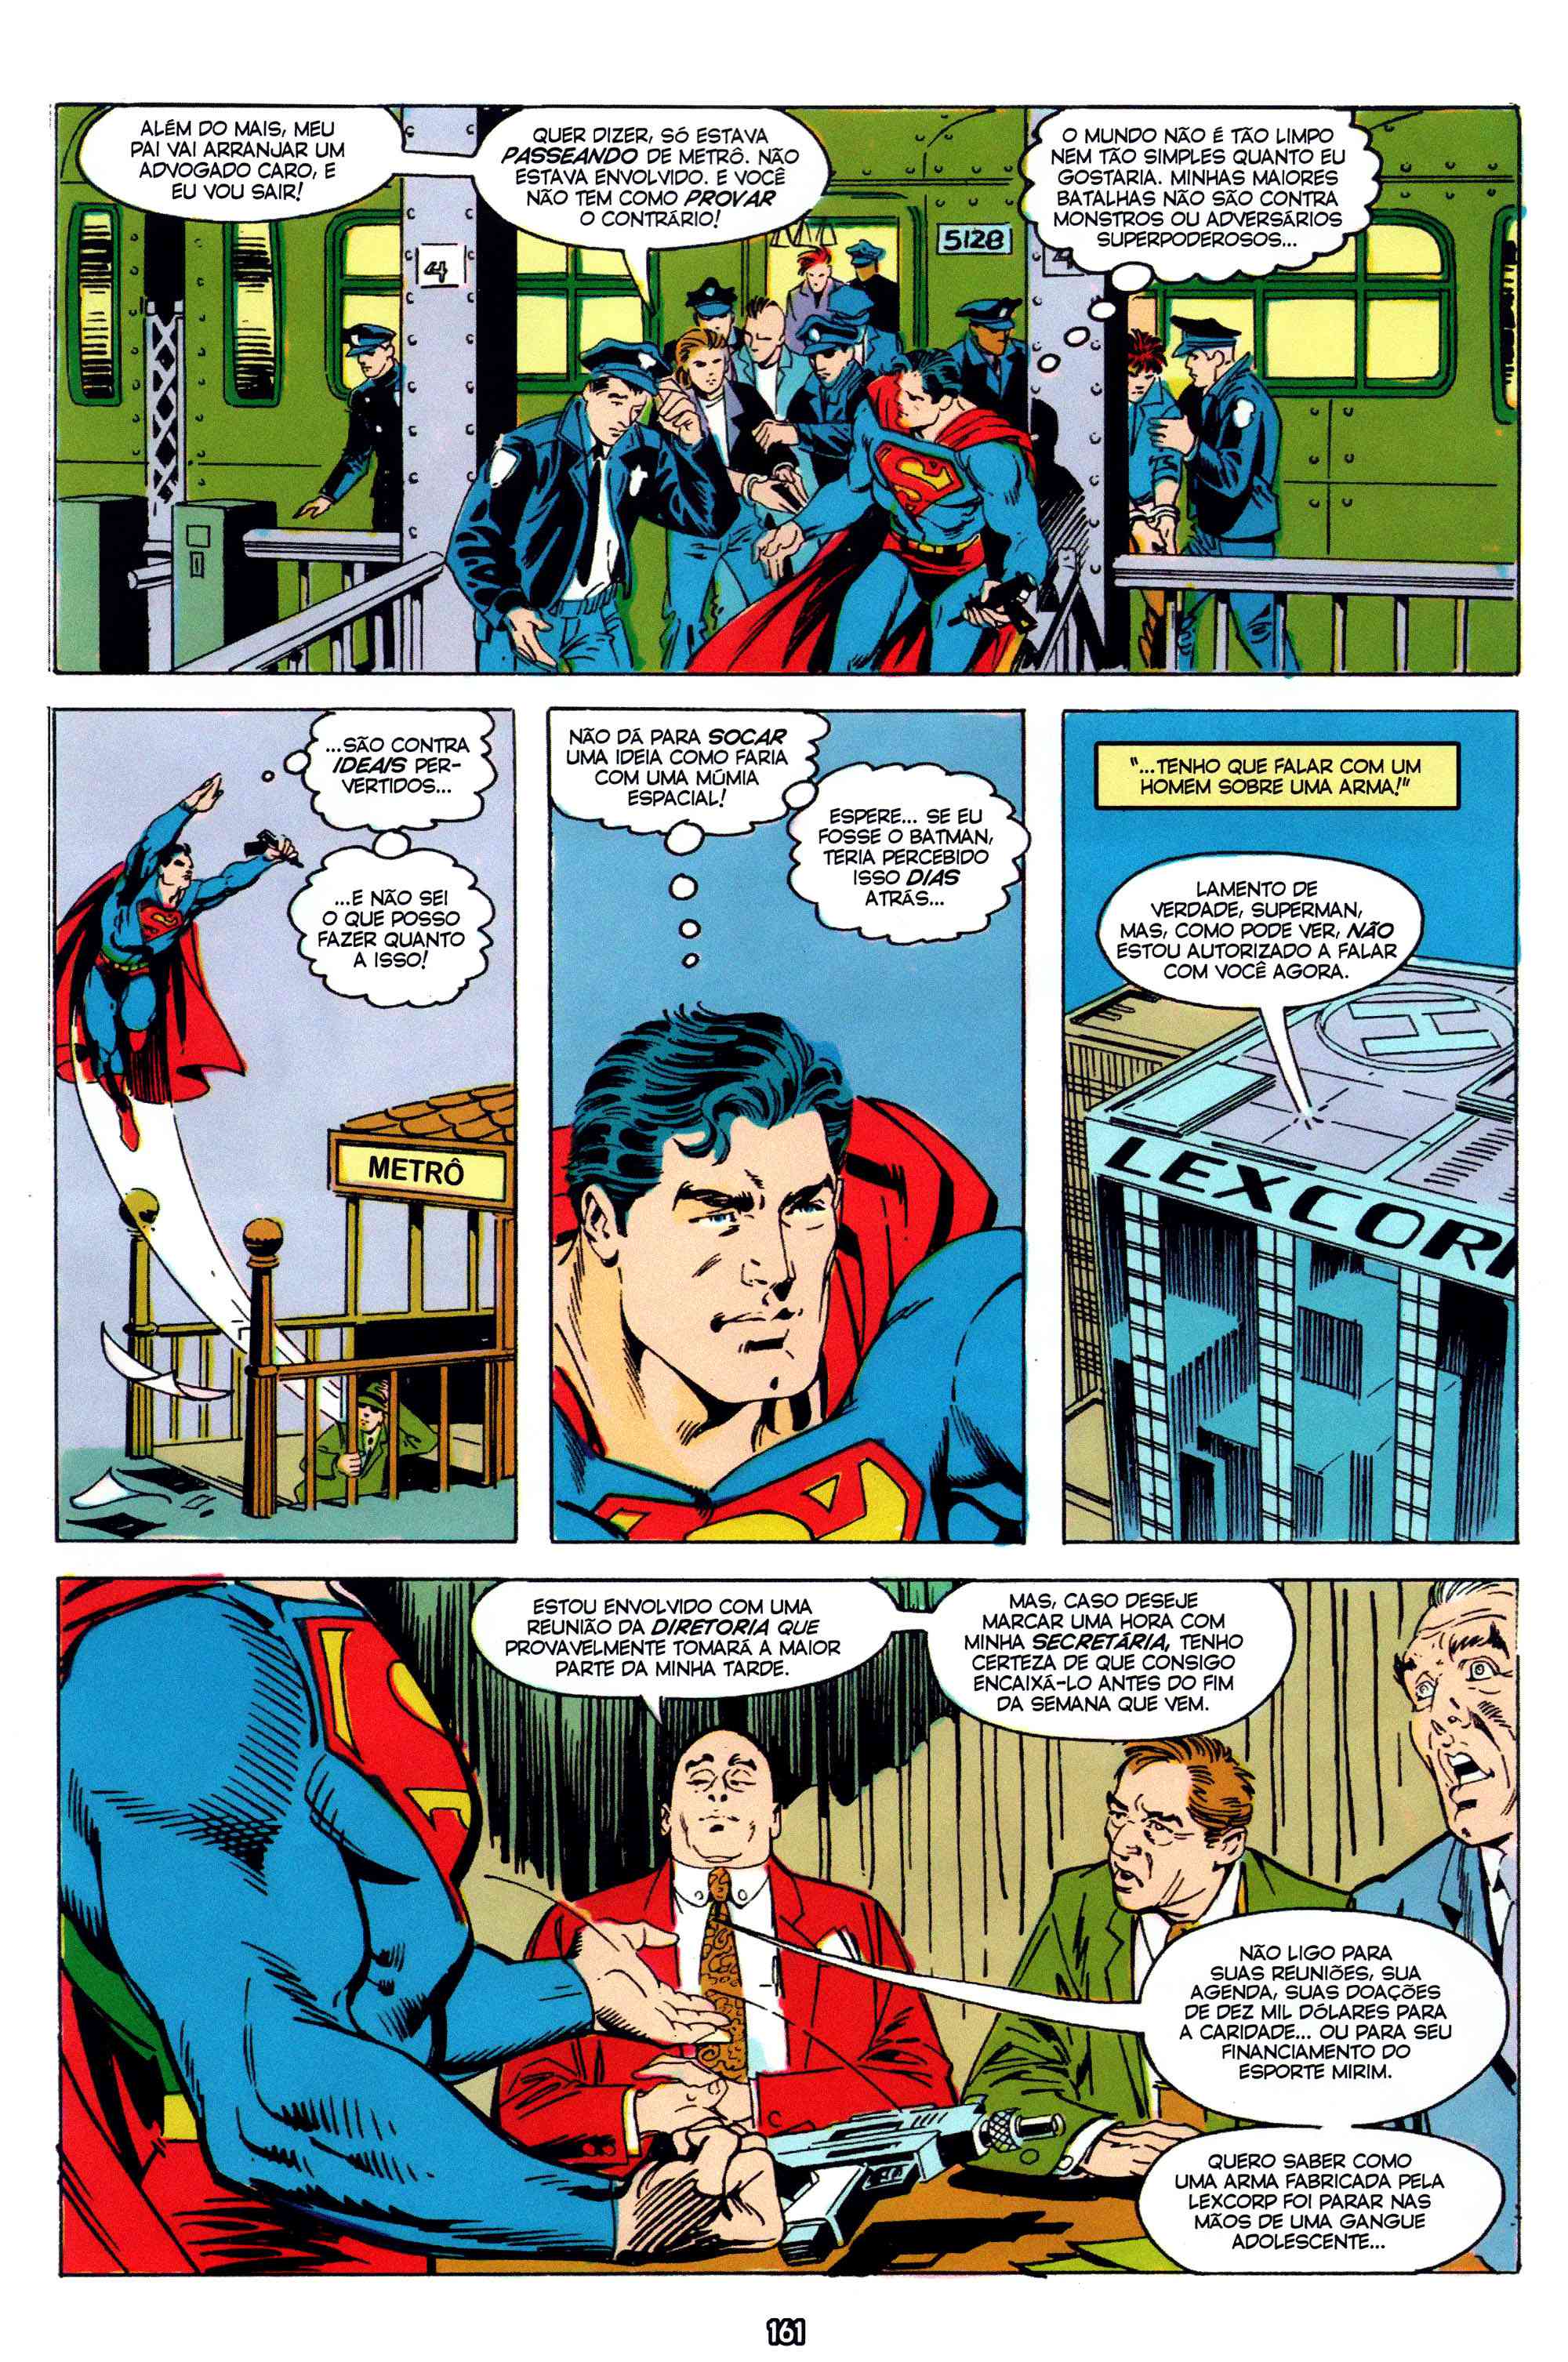 ALÉM DO MAIS, MEU
PAI VAI ARRANJAR UM
ADVOGADO CARO, E
EU VOU SAIR!
QUER DIZER, SÓ ESTAVA
PASSEANDO DE METRÔ. NÃO
ESTAVA ENVOLVIDO. E VOCÊ
NÃO TEM COMO PROVAR
O CONTRÁRIO!
O MUNDO NÃO É TÃO LIMPO
NEM TÃO SIMPLES QUANTO EU
GOSTARIA. MINHAS MAIORES
BATALHAS NÃO SÃO CONTRA
MONSTROS OU ADVERSÁRIOS
SUPERPODEROSOS...
4
5128
4
...SÃO CONTRA
IDEAIS PER-
VERTIDOS...
...E NÃO SEI
O QUE POSSO
FAZER QUANTO
A ISSO!
METRÔ
NÃO DÁ PARA SOCAR
UMA IDEIA COMO FARIA
COM UMA MÚMIA
ESPACIAL!
ESPERE... SE EU
FOSSE O BATMAN,
TERIA PERCEBIDO
ISSO DIAS
ATRÁS...
"...TENHO QUE FALAR COM UM
HOMEM SOBRE UMA ARMA!"
LAMENTO DE
VERDADE, SUPERMAN,
MAS, COMO PODE VER, NÃO
ESTOU AUTORIZADO A FALAR
COM VOCÊ AGORA.
H
LEXCORP
ESTOU ENVOLVIDO COM UMA
REUNIÃO DA DIRETORIA QUE
PROVAVELMENTE TOMARÁ A MAIOR
PARTE DA MINHA TARDE.
MAS, CASO DESEJE
MARCAR UMA HORA COM
MINHA SECRETÁRIA, TENHO
CERTEZA DE QUE CONSIGO
ENCAIXÁ-LO ANTES DO FIM
DA SEMANA QUE VEM.
NÃO LIGO PARA
SUAS REUNIÕES, SUA
AGENDA, SUAS DOAÇÕES
DE DEZ MIL DÓLARES PARA
A CARIDADE... OU PARA SEU
FINANCIAMENTO DO
ESPORTE MIRIM.
QUERO SABER COMO
UMA ARMA FABRICADA PELA
LEXCORP FOI PARAR NAS
MÃOS DE UMA GANGUE
ADOLESCENTE...
161